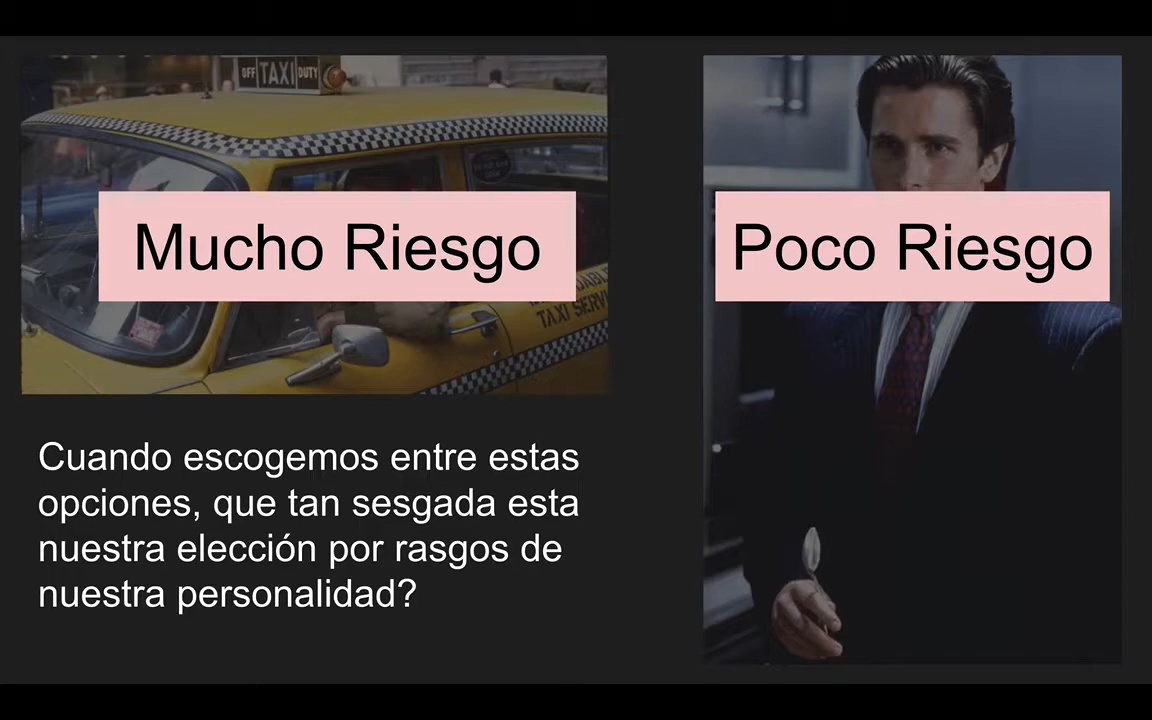 OFF TAXI DUTY
Mucho Riesgo
Poco Riesgo
TAXI SERVI
Cuando escogemos entre estas
opciones, que tan sesgada esta
nuestra elección por rasgos de
nuestra personalidad?